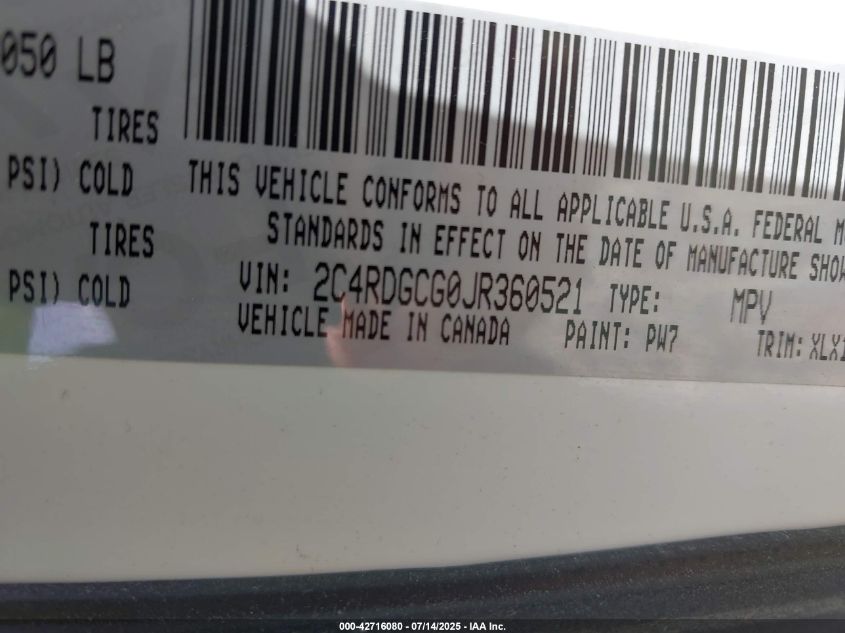 050 LB
TIRES
PSI) COLD
TIRES
PSI) COLD
THIS VEHICLE CONFORMS TO ALL APPLICABLE U.S.A. FEDERAL M
STANDARDS IN EFFECT ON THE DATE OF MANUFACTURE SHOW
VIN: 2C4RDGCG0JR360521 TYPE: MPV
VEHICLE MADE IN CANADA PAINT: PW7 TRIM: XLX1
000-42716080 - 07/14/2025 - IAA Inc.